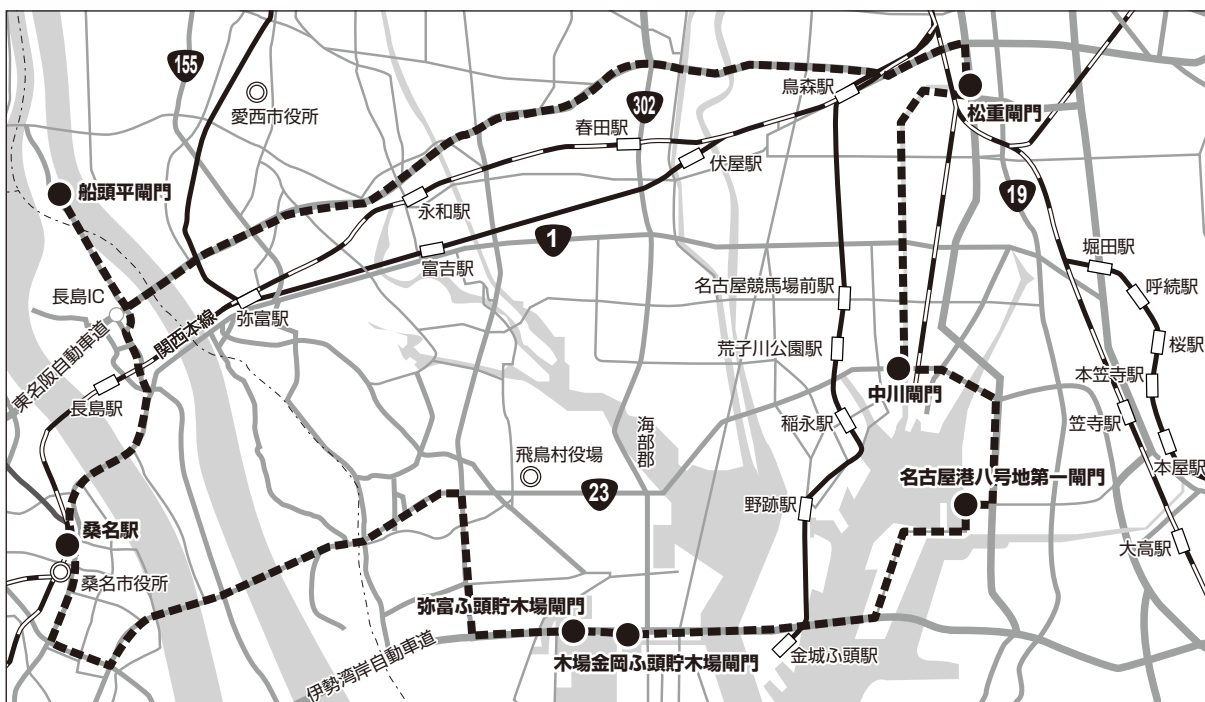 155
愛西市役所
302
春田駅
烏森駅
松重閘門
伏屋駅
船頭平閘門
永和駅
19
1
富吉駅
堀田駅
長島IC
弥富駅
名古屋競馬場前駅
呼続駅
関西本線
東名阪自動車道
荒子川公園駅
桜駅
中川閘門
本笠寺駅
長島駅
稲永駅
笠寺駅
海部郡
飛島村役場
本星駅
23
名古屋港八号地第一閘門
野跡駅
桑名駅
大高駅
桑名市役所
弥富ふ頭貯木場閘門
木場金岡ふ頭貯木場閘門
金城ふ頭駅
伊勢湾岸自動車道